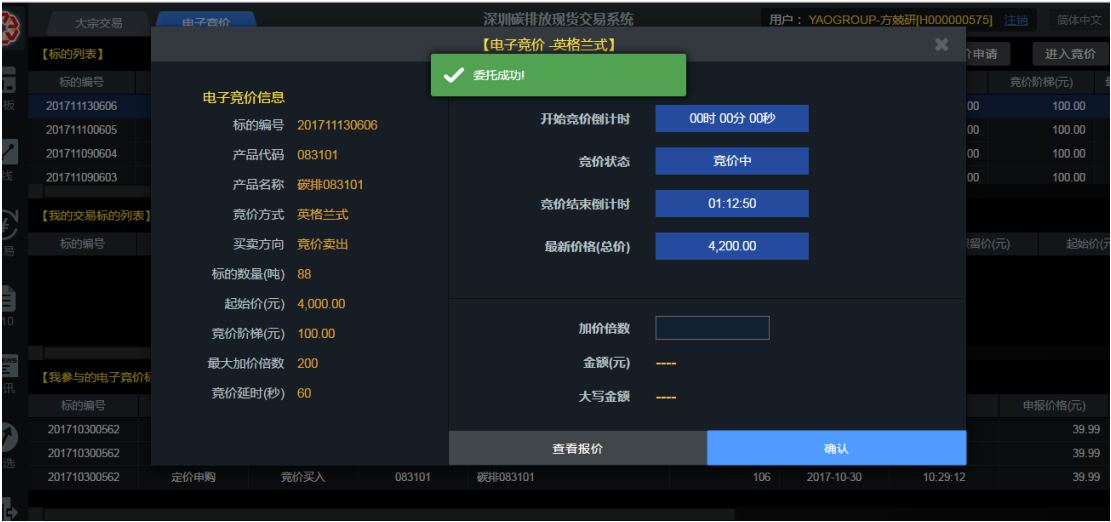 大宗交易 电子竞价 深圳碳排放现货交易系统 用户： YAOGROUP-方兢研[H000000575] 注销 简体中文
【标的列表】 【电子竞价 -英格兰式】 介申请 进入竞价
委托成功!
标的编号 竞价阶梯(元)
201711130606 00 100.00
201711100605 00 100.00
201711090604 00 100.00
201711090603 00 100.00
【我的交易标的列表】
标的编号 留价(元) 起始价(元
【我参与的电子竞价标
标的编号 申报价格(元)
201710300562 39.99
201710300562 39.99
201710300562 定价申购 竞价买入 083101 碳排083101 106 2017-10-30 10:29:12 39.99
电子竞价信息
标的编号 201711130606
产品代码 083101
产品名称 碳排083101
竞价方式 英格兰式
买卖方向 竞价卖出
标的数量(吨) 88
起始价(元) 4,000.00
竞价阶梯(元) 100.00
最大加价倍数 200
竞价延时(秒) 60
开始竞价倒计时 00时 00分 00秒
竞价状态 竞价中
竞价结束倒计时 01:12:50
最新价格(总价) 4,200.00
加价倍数
金额(元) ----
大写金额 ----
查看报价 确认